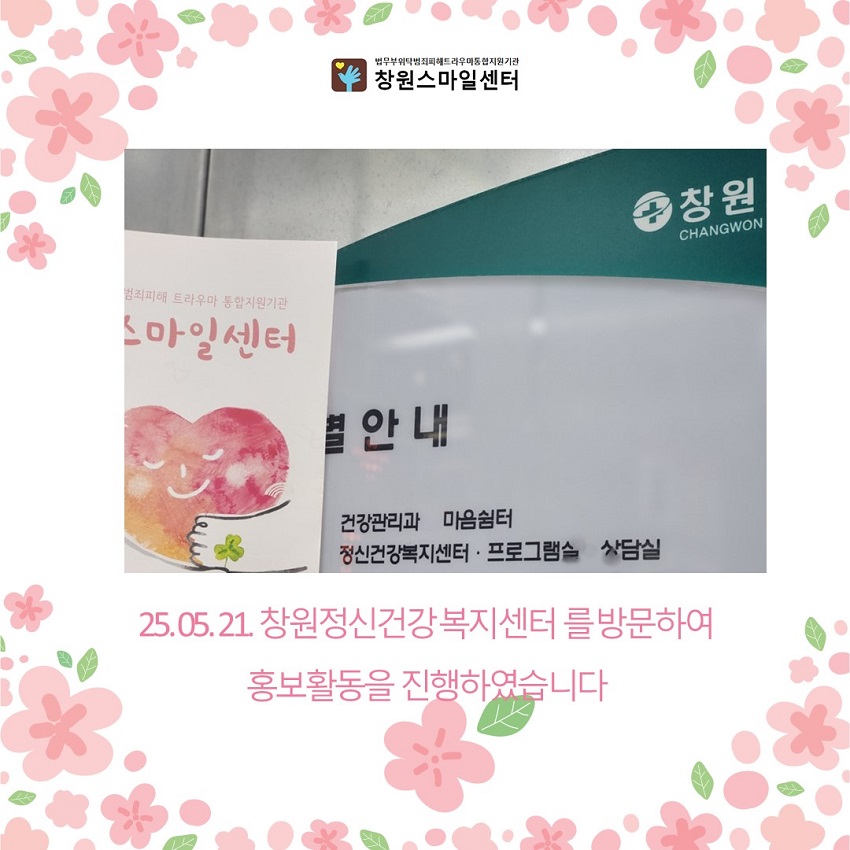 법무부위탁범죄피해트라우마통합지원기관
창원스마일센터
창원
CHANGWON
범죄피해 트라우마 통합지원기관
스마일센터
별안내
건강관리과 마음쉼터
정신건강복지센터 · 프로그램실 상담실
25. 05. 21. 창원정신건강복지센터 를 방문하여
홍보활동을 진행하였습니다